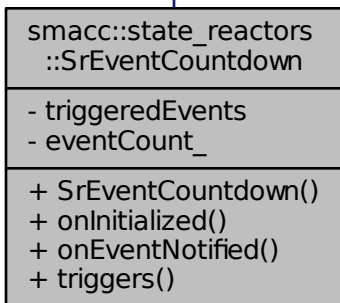 smacc::state_reactors
::SrEventCountdown
- triggeredEvents
- eventCount_
+ SrEventCountdown()
+ onInitialized()
+ onEventNotified()
+ triggers()